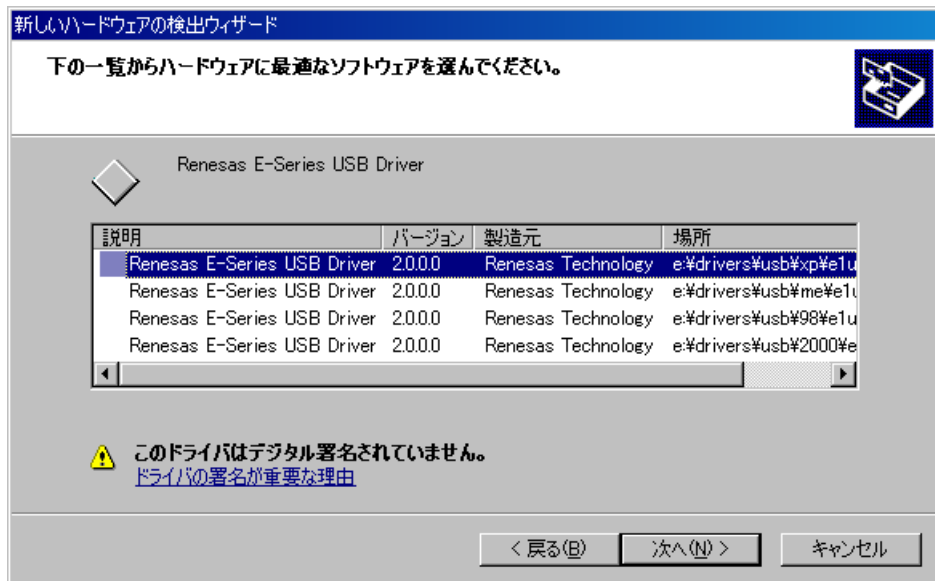 新しいハードウェアの検出ウィザード
下の一覧からハードウェアに最適なソフトウェアを選んでください。
Renesas E-Series USB Driver
説明 バージョン 製造元 場所
Renesas E-Series USB Driver 2.0.0.0 Renesas Technology e:¥drivers¥usb¥xp¥e1u
Renesas E-Series USB Driver 2.0.0.0 Renesas Technology e:¥drivers¥usb¥me¥e1u
Renesas E-Series USB Driver 2.0.0.0 Renesas Technology e:¥drivers¥usb¥98¥e1u
Renesas E-Series USB Driver 2.0.0.0 Renesas Technology e:¥drivers¥usb¥2000¥e
このドライバはデジタル署名されていません。
ドライバの署名が重要な理由
< 戻る(B) 次へ(N) > キャンセル